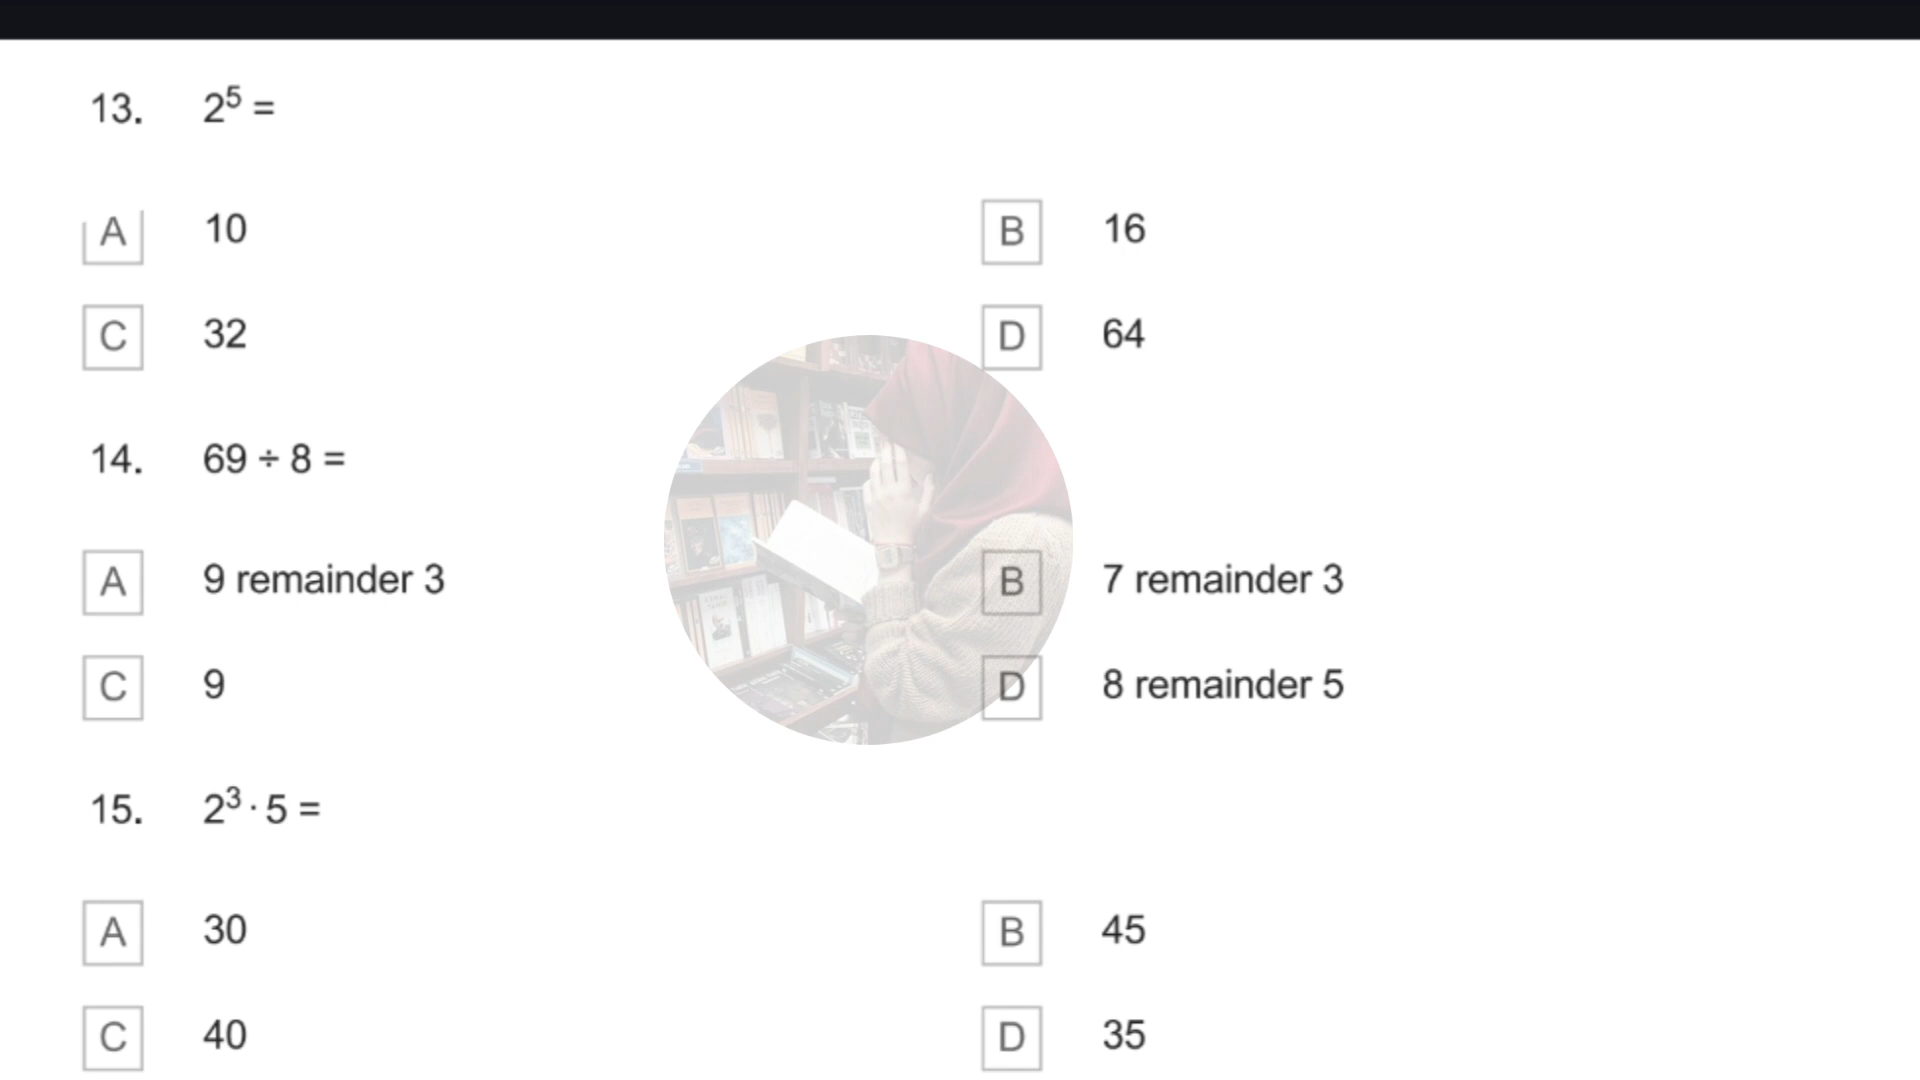 13. 2⁵ =
A 10 B 16
C 32 D 64
14. 69 ÷ 8 =
A 9 remainder 3 B 7 remainder 3
C 9 D 8 remainder 5
15. 2³ · 5 =
A 30 B 45
C 40 D 35